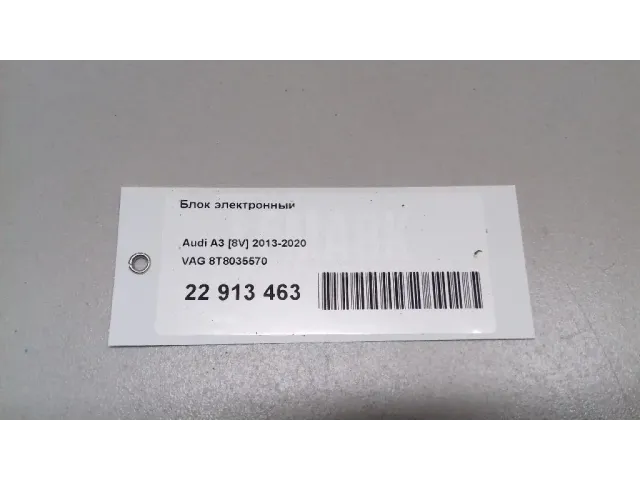 Блок электронный
Audi A3 [8V] 2013-2020
VAG 8T8035570
22 913 463